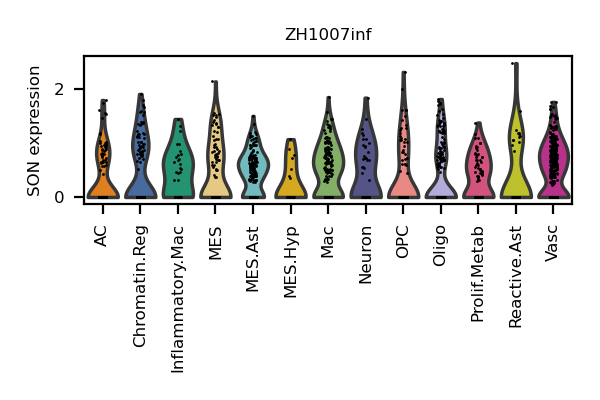 ZH1007inf
SON expression
2
0
AC
Chromatin.Reg
Inflammatory.Mac
MES
MES.Ast
MES.Hyp
Mac
Neuron
OPC
Oligo
Prolif.Metab
Reactive.Ast
Vasc